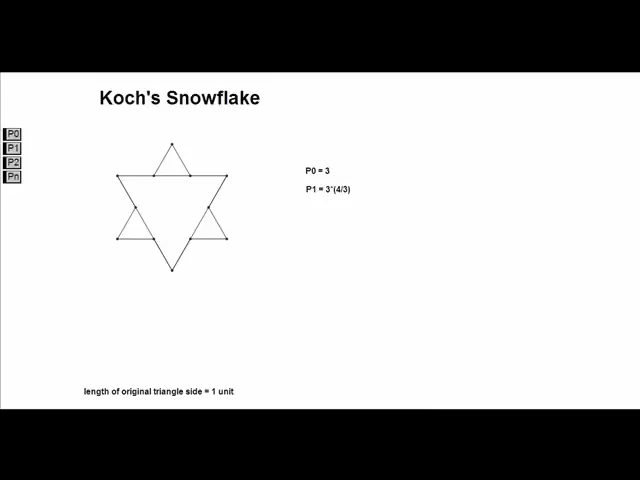 Koch's Snowflake
P0
P1
P2
Pn
P0 = 3
P1 = 3*(4/3)
length of original triangle side = 1 unit